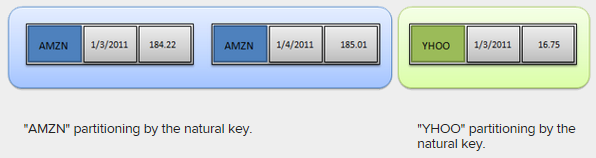 AMZN 1/3/2011 184.22 AMZN 1/4/2011 185.01 YHOO 1/3/2011 16.75
"AMZN" partitioning by the natural key.
"YHOO" partitioning by the
natural key.